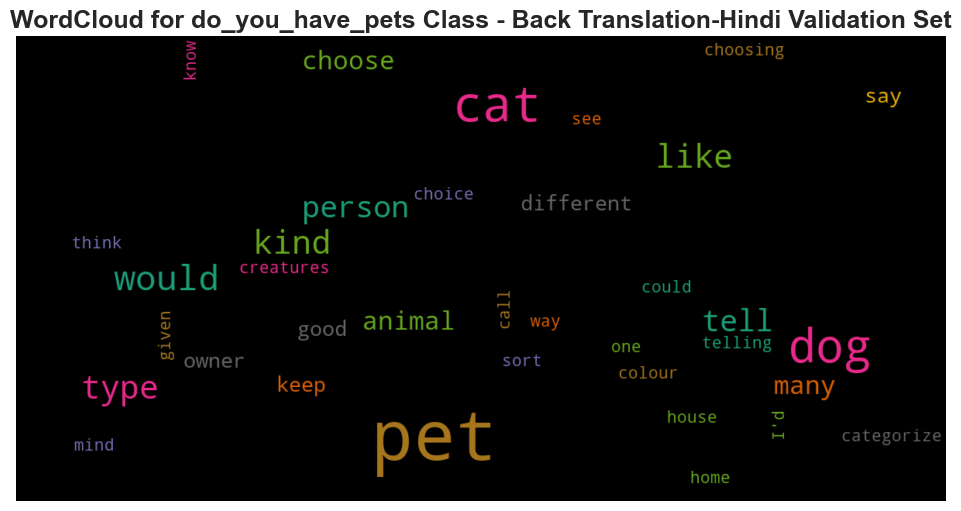 WordCloud for do_you_have_pets Class - Back Translation-Hindi Validation Set
know
choose
choosing
cat
say
see
like
choice
person
different
think
kind
creatures
would
could
call
given
animal
way
tell
good
telling
dog
one
owner
sort
colour
type
keep
many
house
I'd
pet
categorize
mind
home